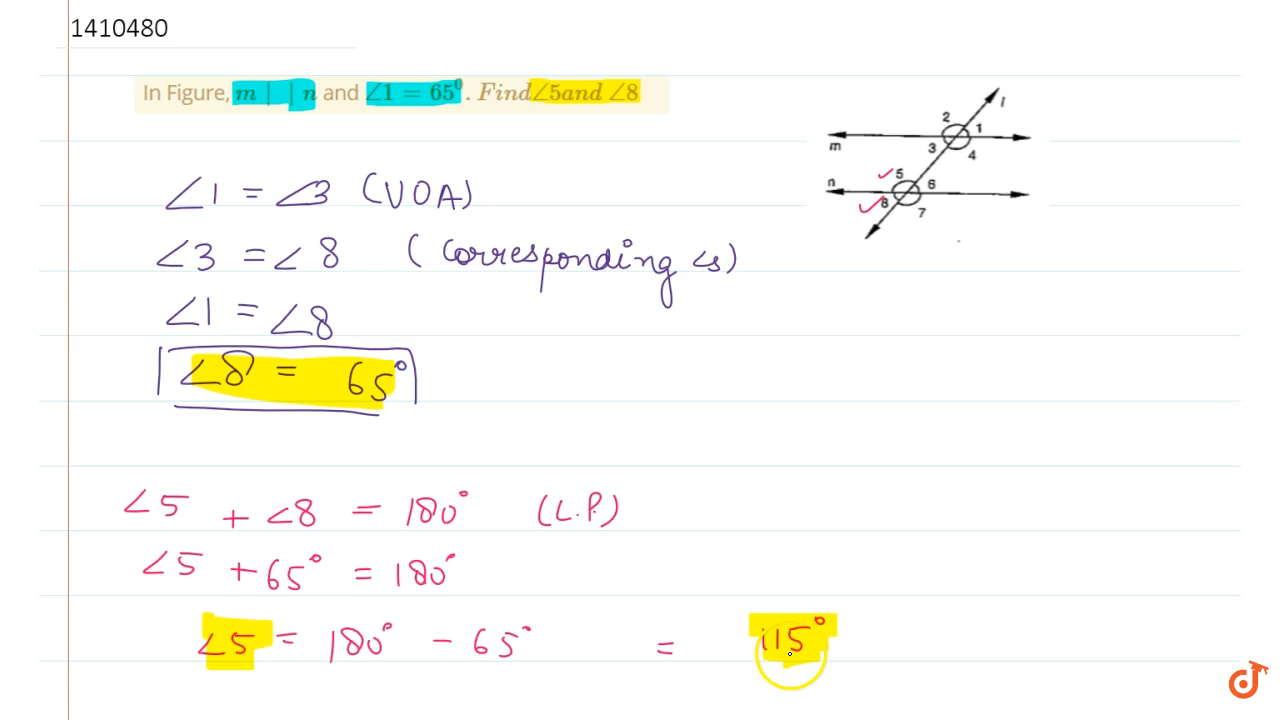 1410480
In Figure, m | | n and ∠1 = 65⁰. Find∠5and ∠8
l
2
1
m
3
4
5
n
6
8
7
∠1 = ∠3 (VOA)
∠3 = ∠8 (Corresponding ∠s)
∠1 = ∠8
∠8 = 65°
∠5 + ∠8 = 180° (L.P.)
∠5 + 65° = 180°
∠5 = 180° - 65° = 115°